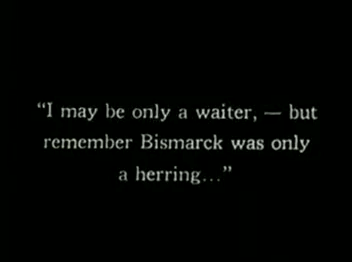 “I may be only a waiter, — but
remember Bismarck was only
a herring...”